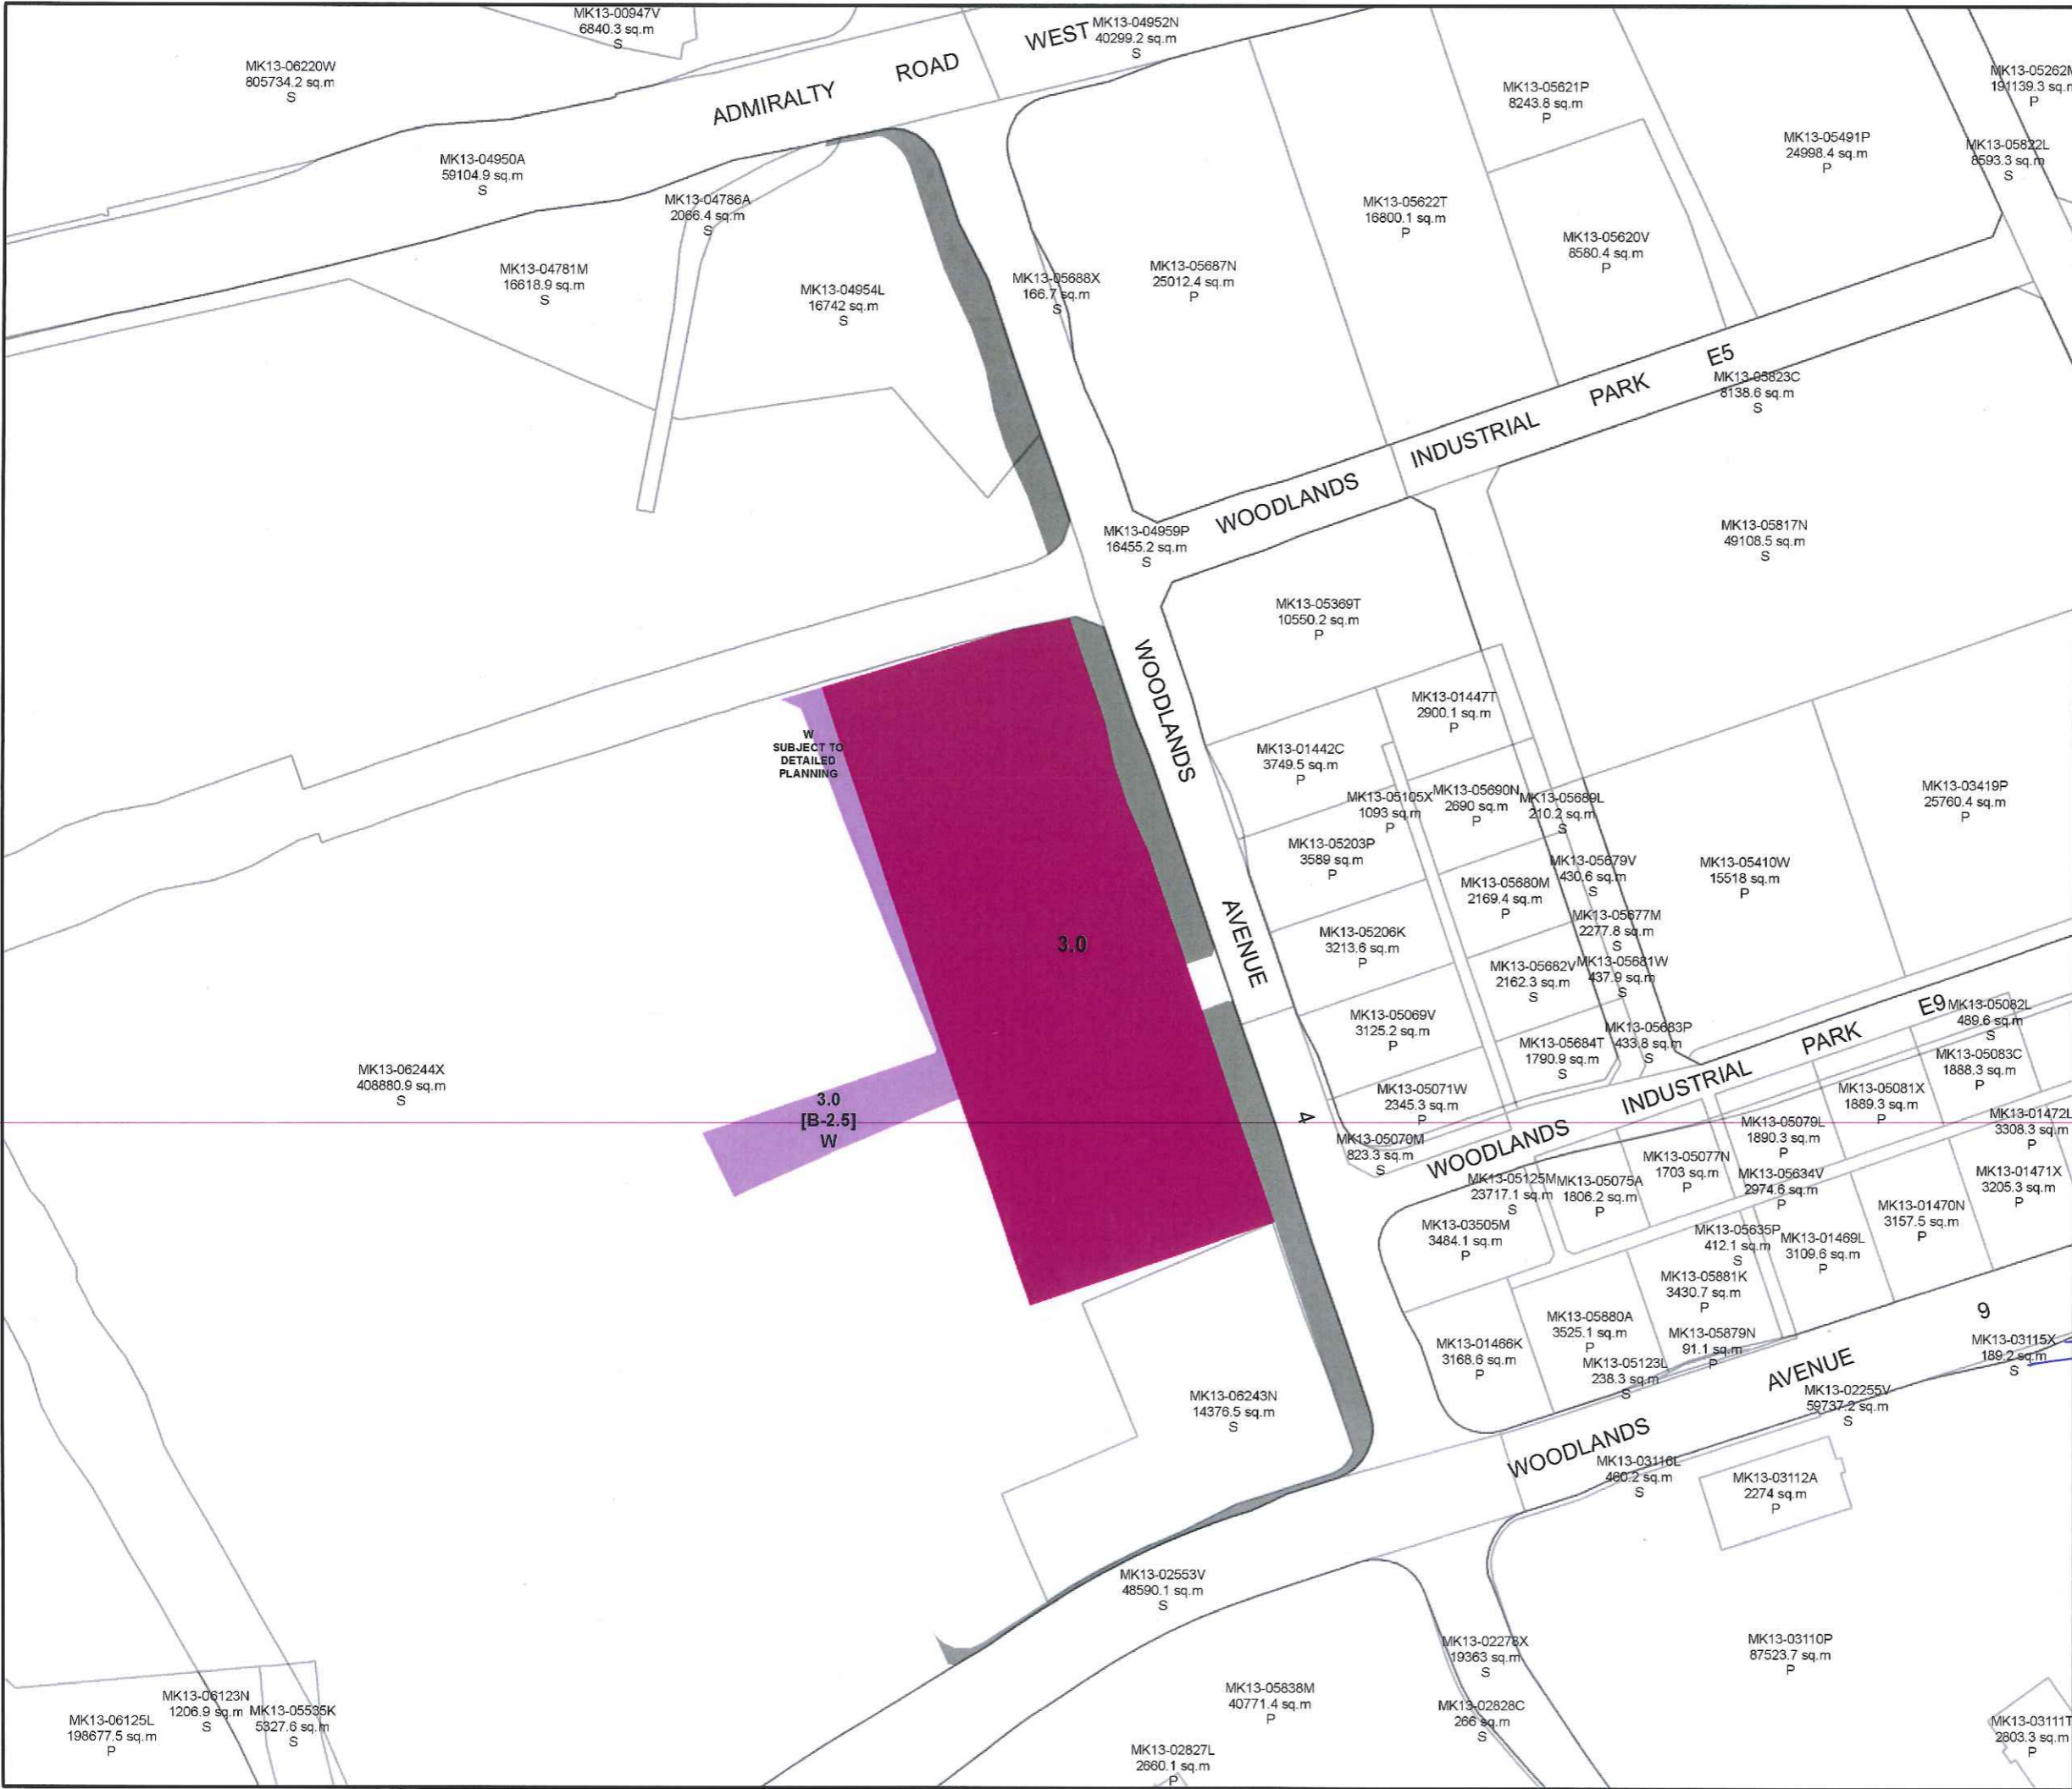 MK13-00947V
6840.3 sq.m
S
MK13-04952N
40299.2 sq.m
S
MK13-06220W
805734.2 sq.m
S
ADMIRALTY ROAD WEST
MK13-05262
191139.3 sq.m
P
MK13-05621P
8243.8 sq.m
P
MK13-05491P
24998.4 sq.m
P
MK13-05822L
8593.3 sq.m
S
MK13-04950A
59104.9 sq.m
S
MK13-04786A
2066.4 sq.m
S
MK13-05622T
16800.1 sq.m
P
MK13-05620V
8580.4 sq.m
P
MK13-04781M
16618.9 sq.m
S
MK13-04954L
16742 sq.m
S
MK13-05688X
166.7 sq.m
S
MK13-05687N
25012.4 sq.m
P
WOODLANDS INDUSTRIAL PARK E5
MK13-05823C
8138.6 sq.m
S
MK13-04959P
16455.2 sq.m
S
MK13-05817N
49108.5 sq.m
S
MK13-05369T
10550.2 sq.m
P
WOODLANDS AVENUE 4
MK13-01447T
2900.1 sq.m
P
W
SUBJECT TO
DETAILED
PLANNING
MK13-01442C
3749.5 sq.m
P
MK13-05105X
1093 sq.m
P
MK13-05690N
2690 sq.m
P
MK13-05689L
210.2 sq.m
S
MK13-03419P
25760.4 sq.m
P
MK13-05203P
3589 sq.m
P
MK13-05679V
430.6 sq.m
S
MK13-05410W
15518 sq.m
P
MK13-05680M
2169.4 sq.m
P
MK13-05677M
2277.8 sq.m
S
3.0
MK13-05206K
3213.6 sq.m
P
MK13-05682V
2162.3 sq.m
S
MK13-05681W
437.9 sq.m
S
MK13-05069V
3125.2 sq.m
P
MK13-05684T
1790.9 sq.m
S
MK13-05683P
433.8 sq.m
S
WOODLANDS INDUSTRIAL PARK E9
MK13-05082L
489.6 sq.m
S
MK13-05083C
1888.3 sq.m
P
MK13-06244X
408880.9 sq.m
S
3.0
[B-2.5]
W
MK13-05071W
2345.3 sq.m
P
MK13-05081X
1889.3 sq.m
P
MK13-05079L
1890.3 sq.m
P
MK13-01472L
3308.3 sq.m
P
MK13-05070M
823.3 sq.m
S
MK13-05125M
23717.1 sq.m
S
MK13-05075A
1806.2 sq.m
P
MK13-05077N
1703 sq.m
P
MK13-05634V
2974.6 sq.m
P
MK13-01471X
3205.3 sq.m
P
MK13-03505M
3484.1 sq.m
P
MK13-05635P
412.1 sq.m
S
MK13-01469L
3109.6 sq.m
P
MK13-01470N
3157.5 sq.m
P
MK13-05881K
3430.7 sq.m
P
MK13-05880A
3525.1 sq.m
P
MK13-05879N
91.1 sq.m
P
MK13-01466K
3168.6 sq.m
P
MK13-05123L
238.3 sq.m
S
WOODLANDS AVENUE 9
MK13-03115X
189.2 sq.m
S
MK13-06243N
14376.5 sq.m
S
MK13-02255V
59737.2 sq.m
S
MK13-03116L
460.2 sq.m
S
MK13-03112A
2274 sq.m
P
MK13-02553V
48590.1 sq.m
S
MK13-02278X
19363 sq.m
S
MK13-03110P
87523.7 sq.m
P
MK13-06125L
198677.5 sq.m
P
MK13-06123N
1206.9 sq.m
S
MK13-05535K
5327.6 sq.m
S
MK13-05838M
40771.4 sq.m
P
MK13-02828C
266 sq.m
S
MK13-02827L
2660.1 sq.m
P
MK13-03111T
2803.3 sq.m
P